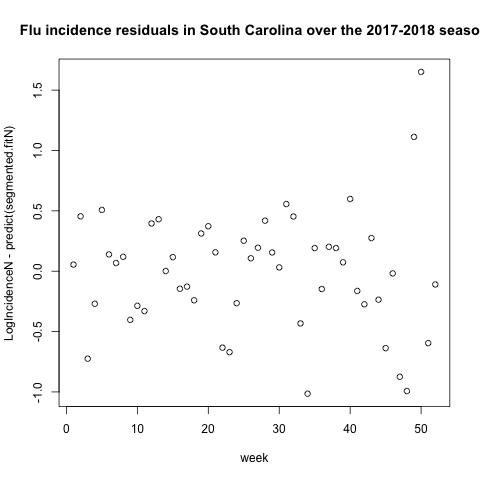 Flu incidence residuals in South Carolina over the 2017-2018 seaso
LogIncidenceN - predict(segmented.fitN)
1.5
1.0
0.5
0.0
-0.5
-1.0
0 10 20 30 40 50
week